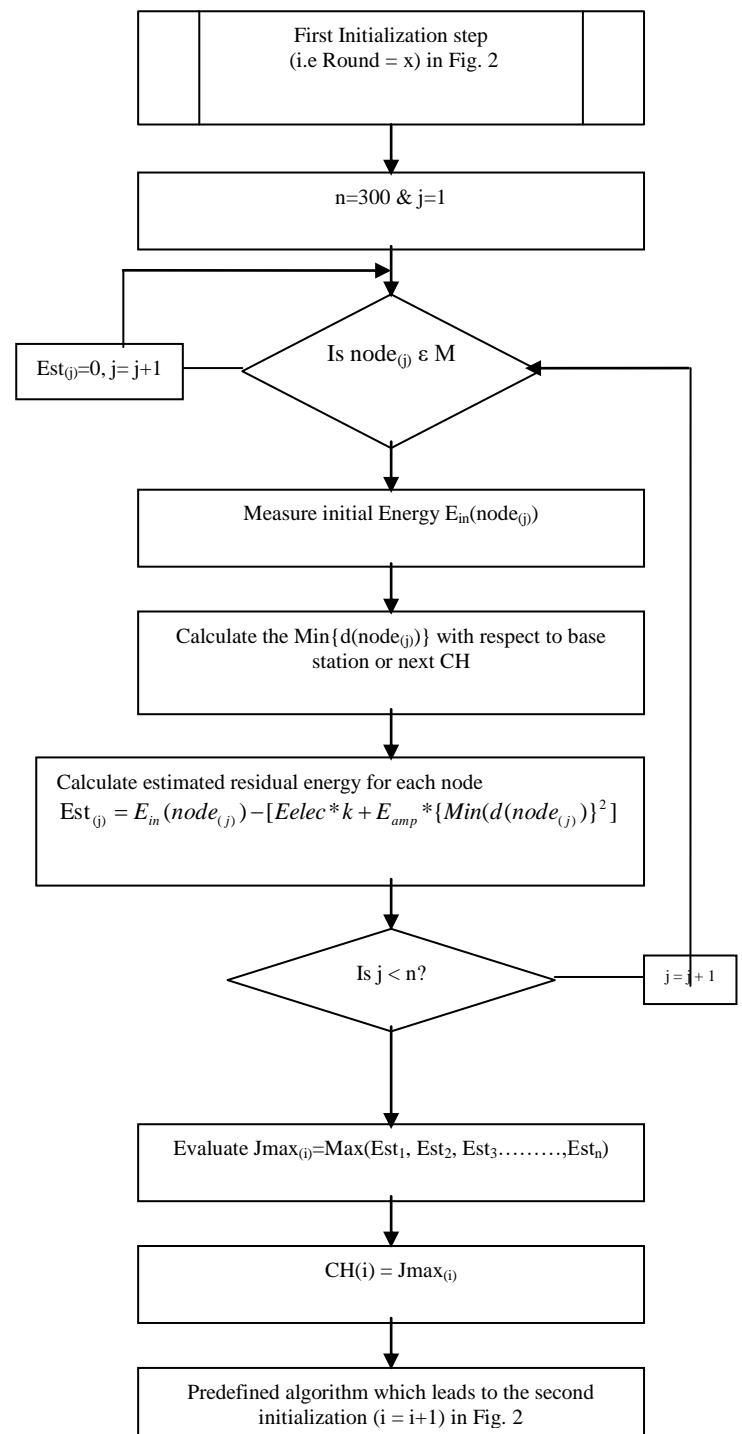 First Initialization step
(i.e Round = x) in Fig. 2
n=300 & j=1
Is node(j) ε M
Est(j)=0, j= j+1
Measure initial Energy Ein(node(j))
Calculate the Min{d(node(j))} with respect to base
station or next CH
Calculate estimated residual energy for each node
Est(j) = Ein(node(j)) − [Eelec * k + Eamp * {Min(d(node(j))}²]
Is j < n?
j = j + 1
Evaluate Jmax(i)=Max(Est1, Est2, Est3………,Estn)
CH(i) = Jmax(i)
Predefined algorithm which leads to the second
initialization (i = i+1) in Fig. 2